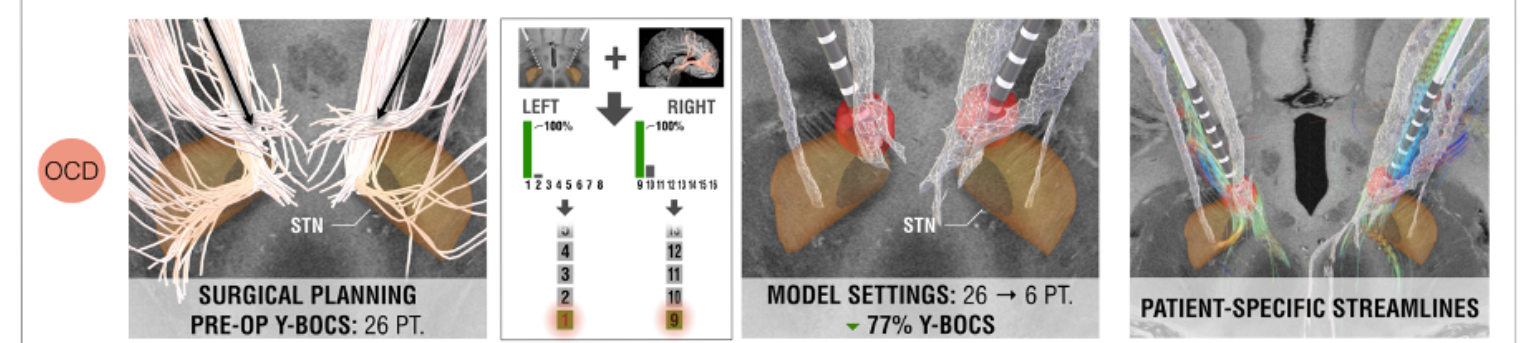 OCD
STN
SURGICAL PLANNING
PRE-OP Y-BOCS: 26 PT.
LEFT
RIGHT
~100%
~100%
1 2 3 4 5 6 7 8
9 10 11 12 13 14 15 16
4
3
2
1
12
11
10
9
STN
MODEL SETTINGS: 26 → 6 PT.
77% Y-BOCS
PATIENT-SPECIFIC STREAMLINES